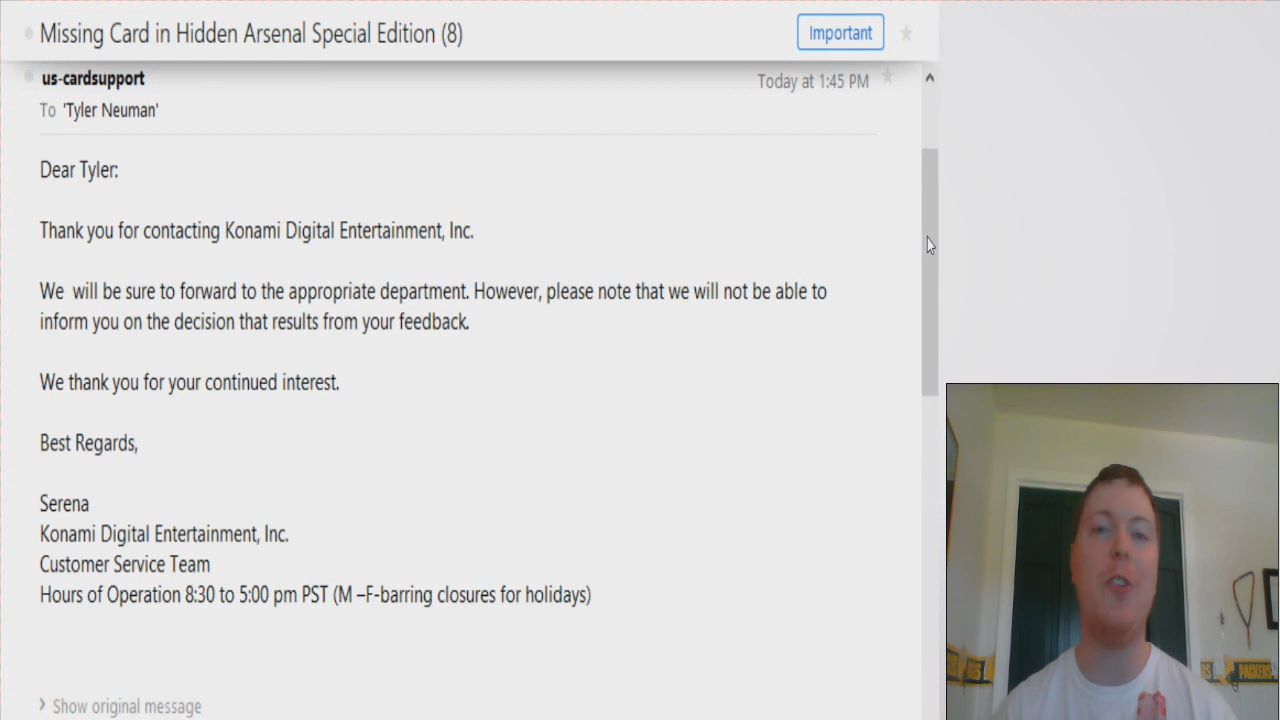 Missing Card in Hidden Arsenal Special Edition (8)
Important
us-cardsupport
Today at 1:45 PM
To 'Tyler Neuman'
Dear Tyler:
Thank you for contacting Konami Digital Entertainment, Inc.
We  will be sure to forward to the appropriate department. However, please note that we will not be able to
inform you on the decision that results from your feedback.
We thank you for your continued interest.
Best Regards,
Serena
Konami Digital Entertainment, Inc.
Customer Service Team
Hours of Operation 8:30 to 5:00 pm PST (M –F-barring closures for holidays)
Show original message
PACKERS